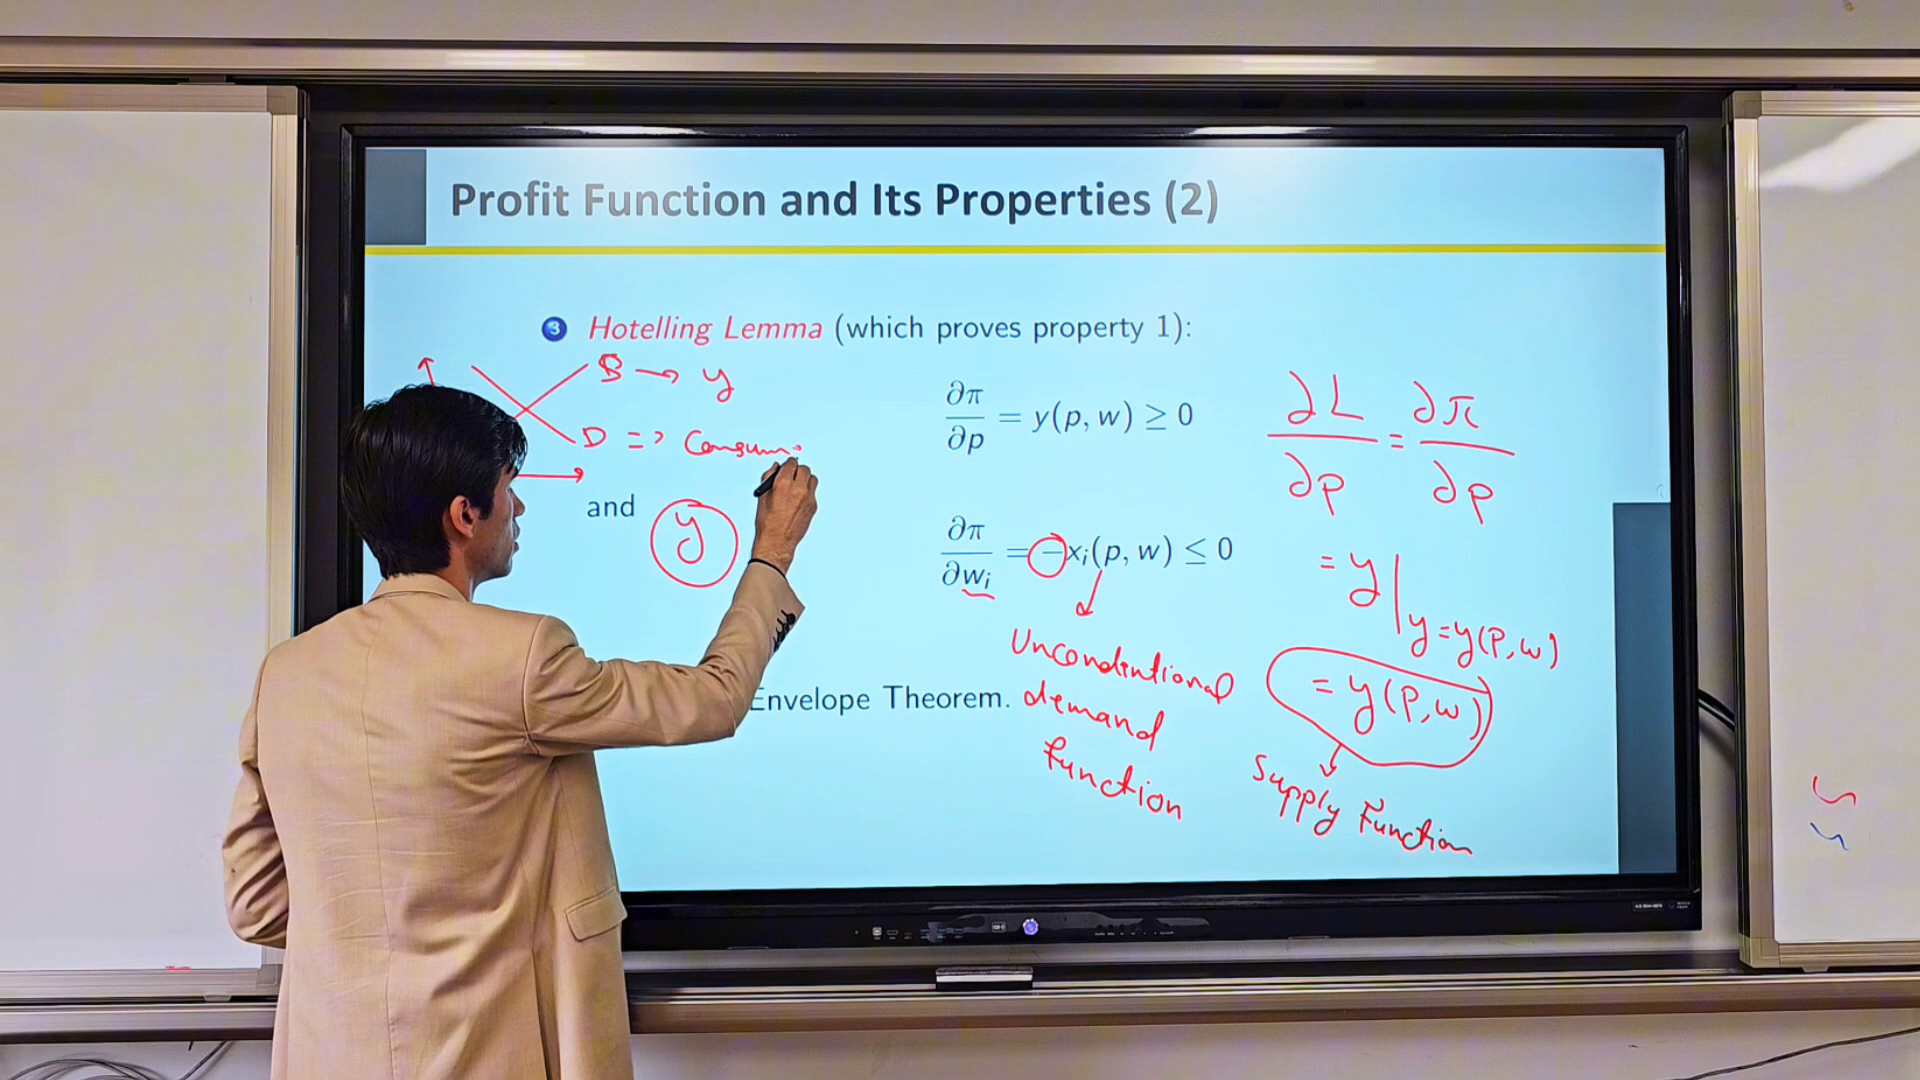 Profit Function and Its Properties (2)
3 Hotelling Lemma (which proves property 1):
S → y
D => Consum
∂π/∂p = y(p, w) ≥ 0
∂L/∂p = ∂π/∂p
and
y
∂π/∂wᵢ = −xᵢ(p, w) ≤ 0
= y|y=y(P,w)
Uncondintional
demand
Function
= y(P,w)
Supply Function
Envelope Theorem.